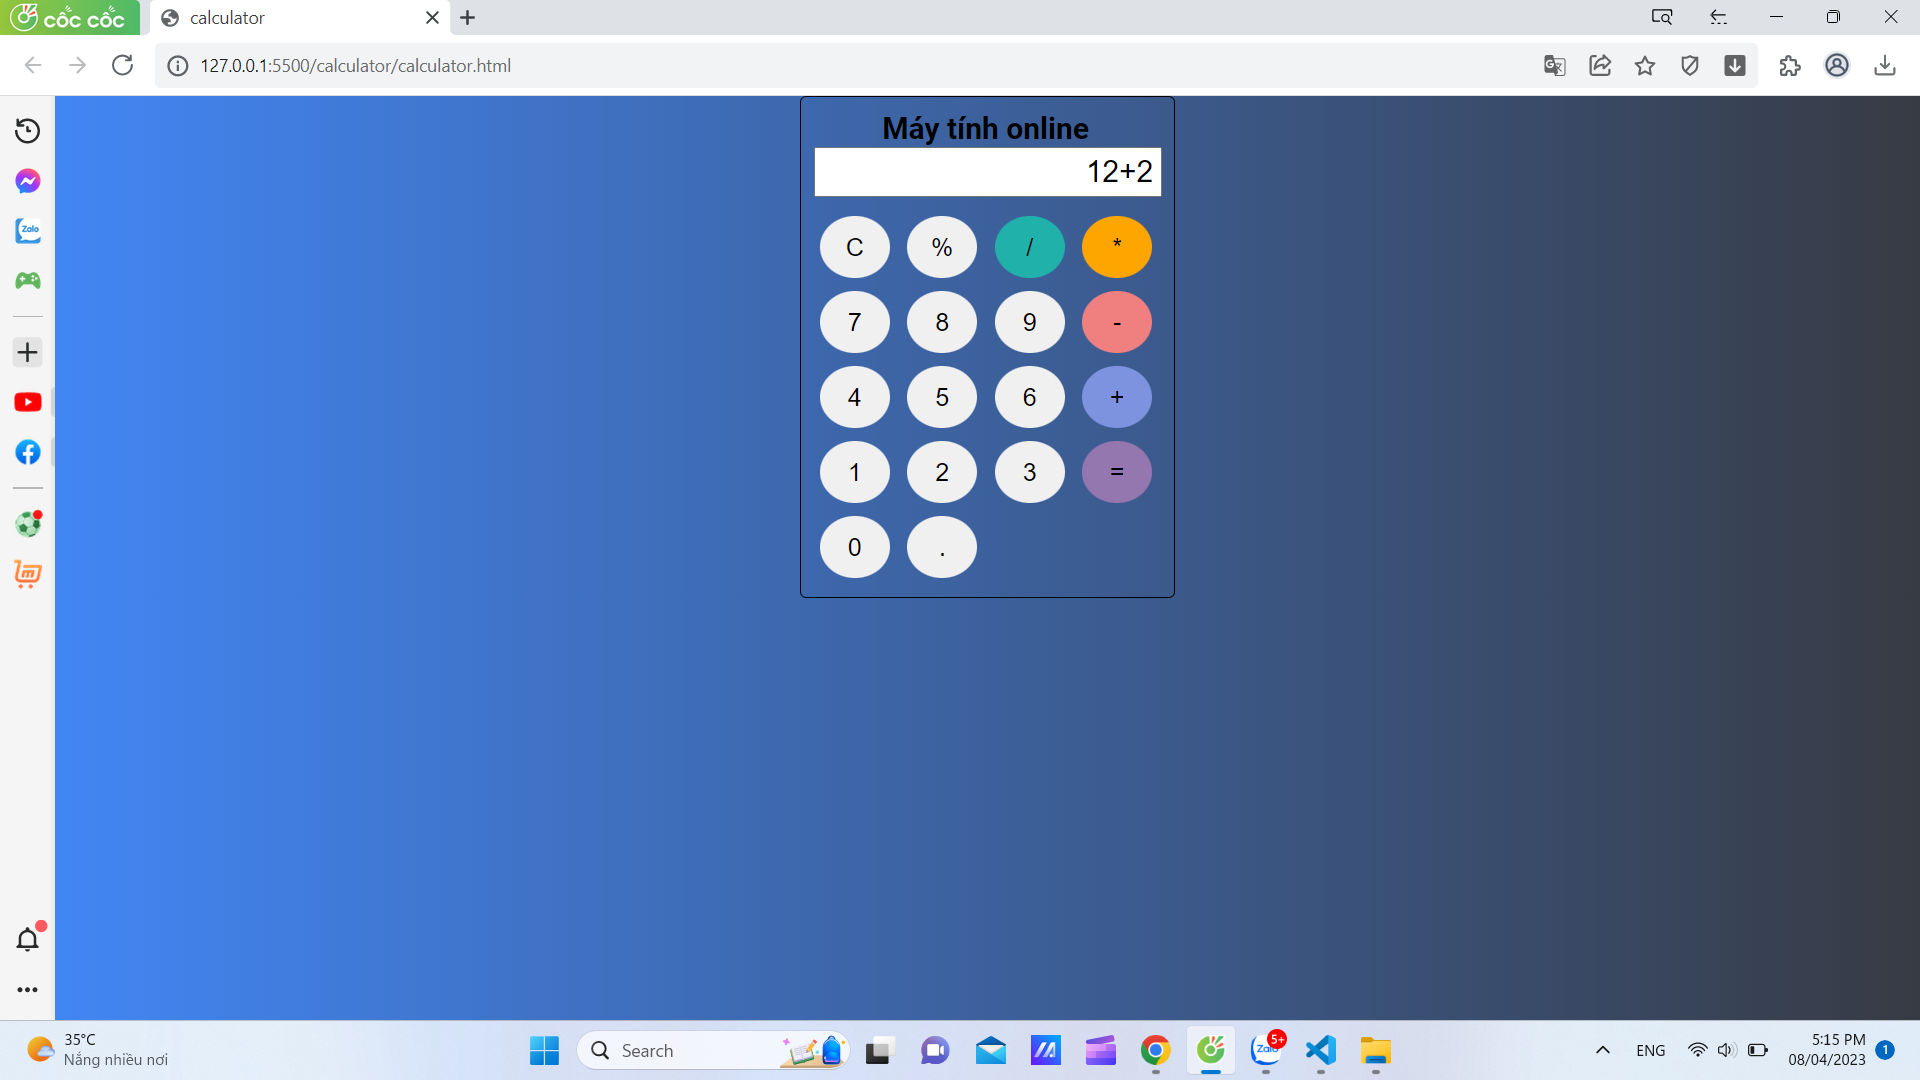 cốc cốc
calculator
127.0.0.1:5500/calculator/calculator.html
Máy tính online
12+2
C % / *
7 8 9 -
4 5 6 +
1 2 3 =
0 .
Zalo
35°C
Nắng nhiều nơi
Search
Zalo
5+
ENG
5:15 PM
08/04/2023
1